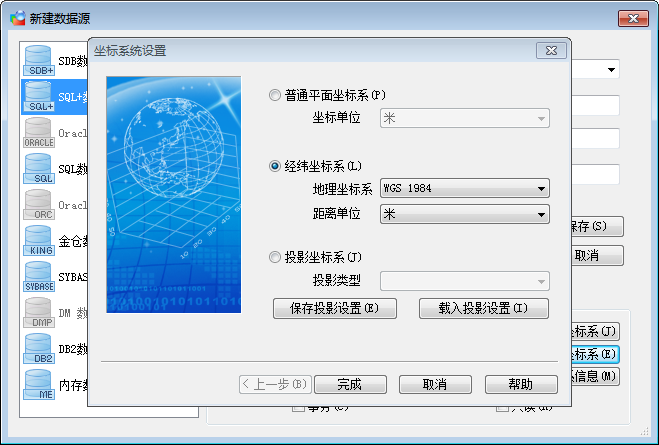 新建数据源
坐标系统设置
SDB+
SDB数
SQL+
SQL+数
ORACLE
Oracl
SQL
SQL数
ORC
Oracl
KING
金仓数
SYBASE
SYBAS
DMP
DM 数
DB2
DB2数
ME
内存数
普通平面坐标系(P)
坐标单位
米
经纬坐标系(L)
地理坐标系
WGS 1984
距离单位
米
投影坐标系(J)
投影类型
保存投影设置(E)
载入投影设置(I)
< 上一步(B)
完成
取消
帮助
保存(S)
取消
坐标系(J)
坐标系(E)
信息(M)